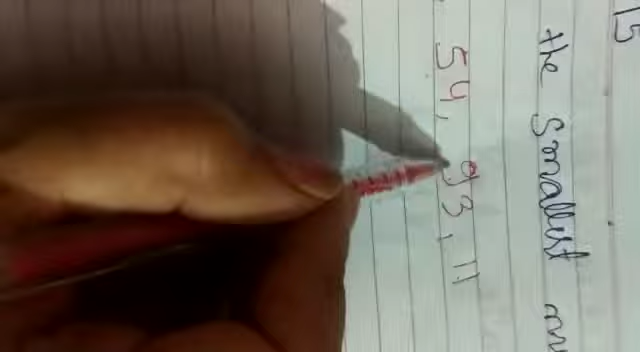 15
the Smallest
54, 93, 11